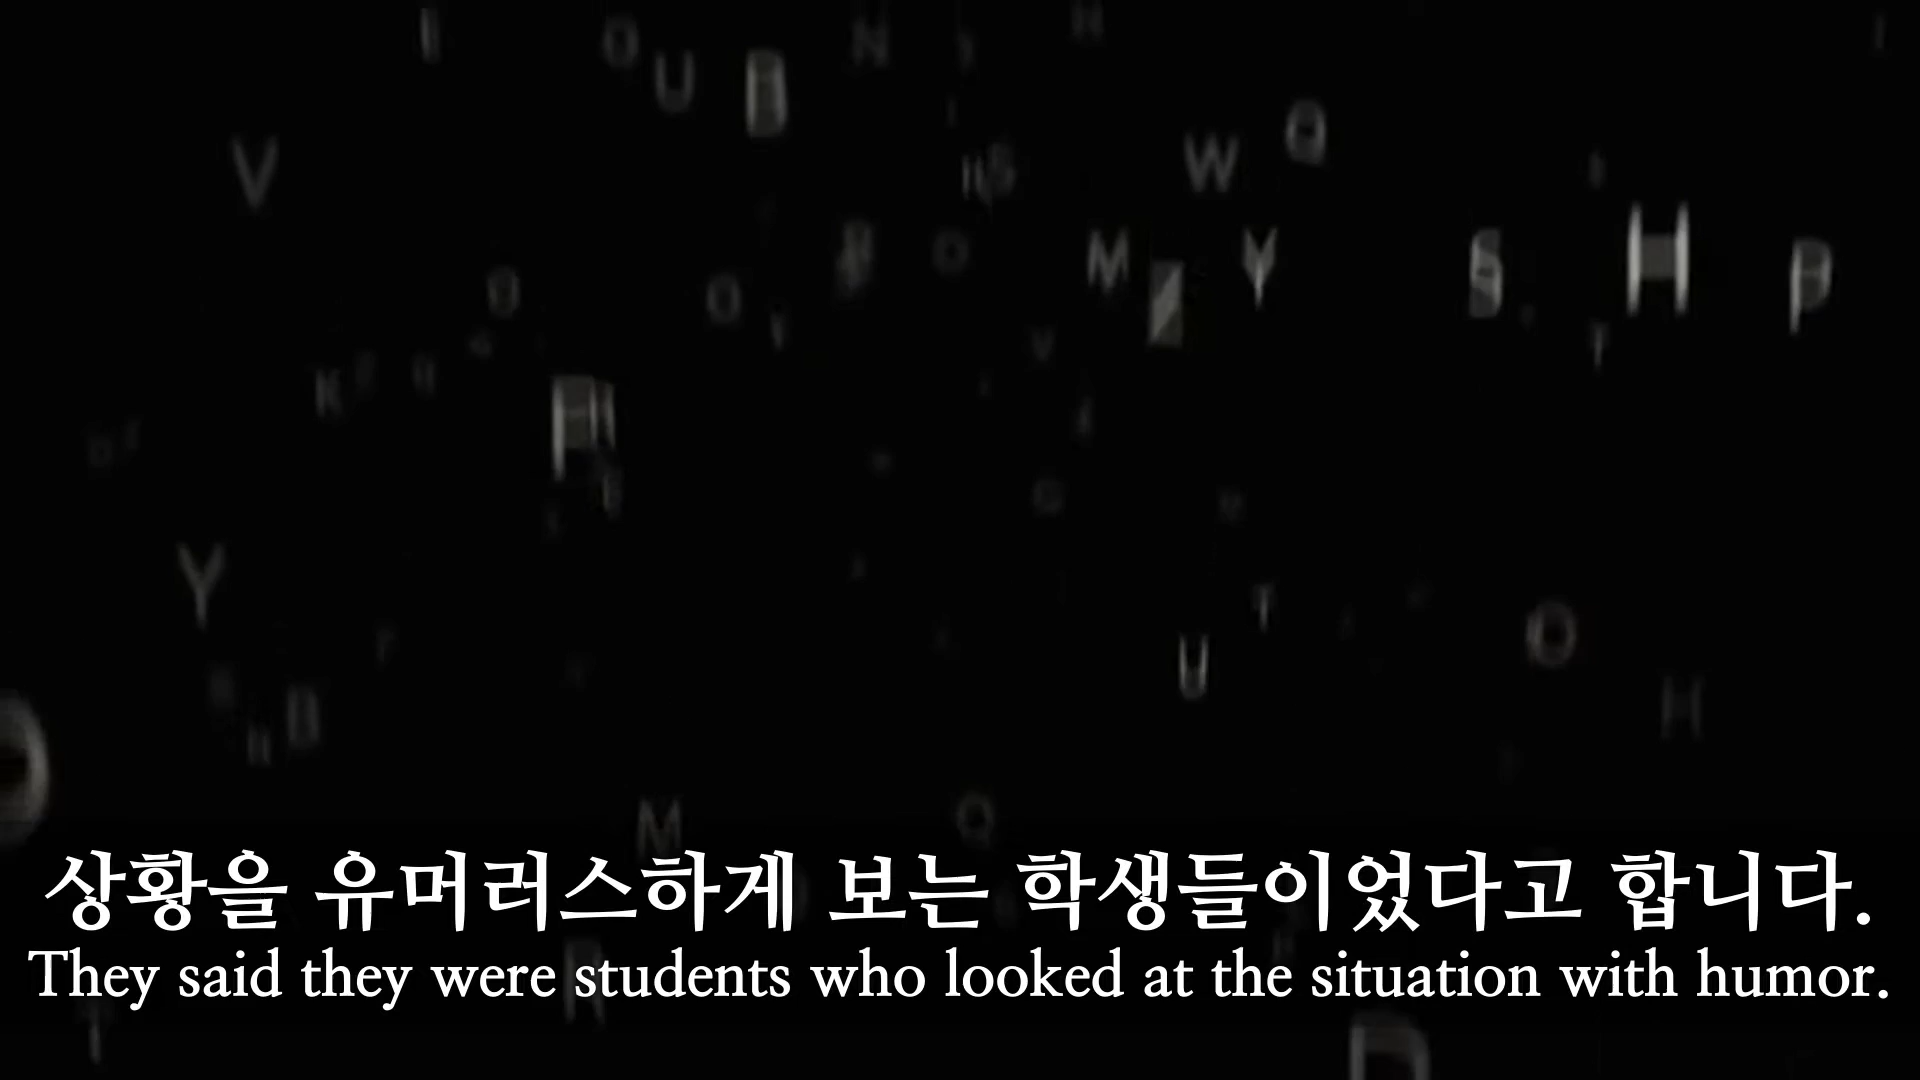 상황을 유머러스하게 보는 학생들이었다고 합니다.
They said they were students who looked at the situation with humor.